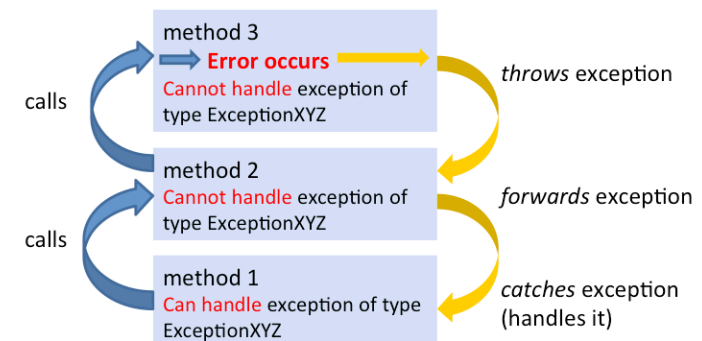 method 3
Error occurs
Cannot handle exception of
type ExceptionXYZ
throws exception
calls
method 2
Cannot handle exception of
type ExceptionXYZ
forwards exception
calls
method 1
Can handle exception of type
ExceptionXYZ
catches exception
(handles it)